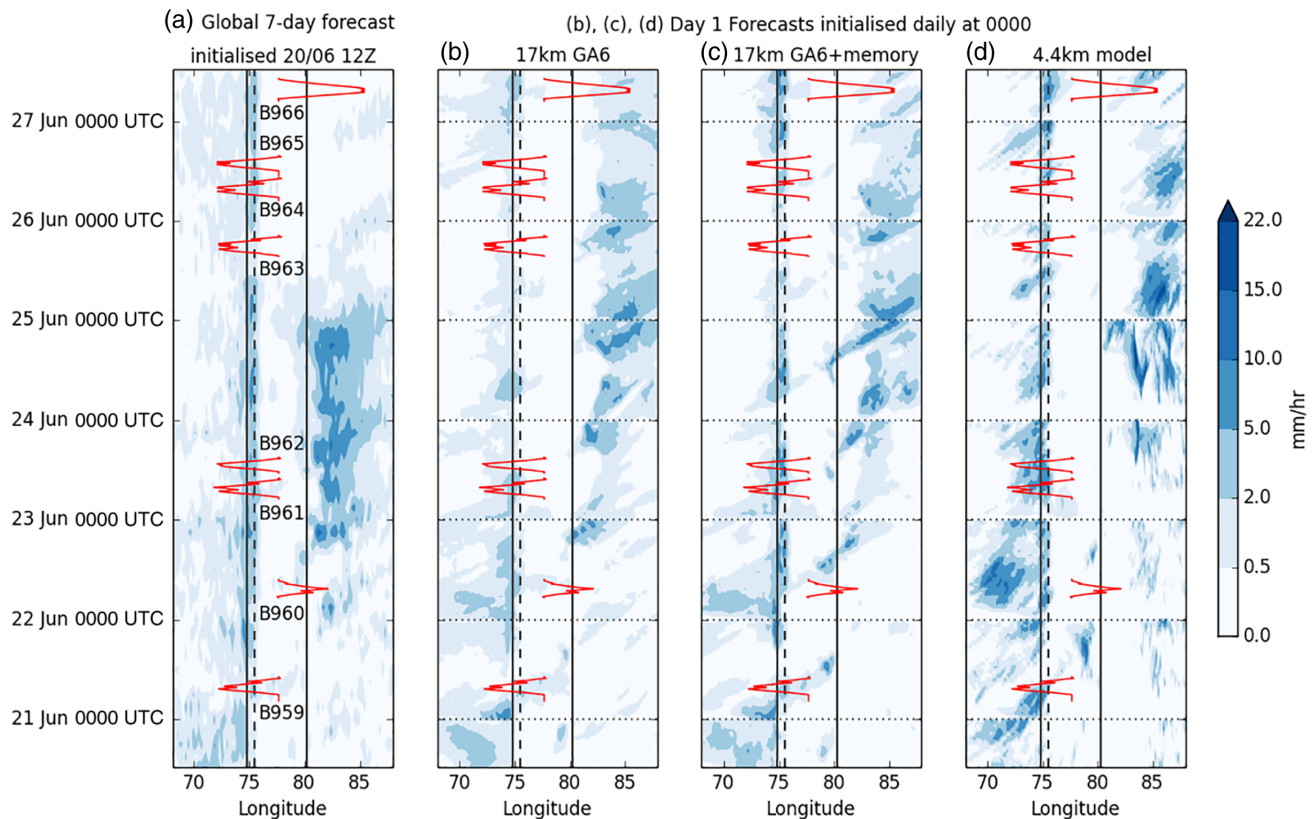 (a) Global 7-day forecast
initialised 20/06 12Z
(b), (c), (d) Day 1 Forecasts initialised daily at 0000
(b) 17km GA6
(c) 17km GA6+memory
(d) 4.4km model
27 Jun 0000 UTC
26 Jun 0000 UTC
25 Jun 0000 UTC
24 Jun 0000 UTC
23 Jun 0000 UTC
22 Jun 0000 UTC
21 Jun 0000 UTC
B966
B965
B964
B963
B962
B961
B960
B959
70 75 80 85
Longitude
70 75 80 85
Longitude
70 75 80 85
Longitude
70 75 80 85
Longitude
22.0
15.0
10.0
5.0
2.0
0.5
0.0
mm/hr